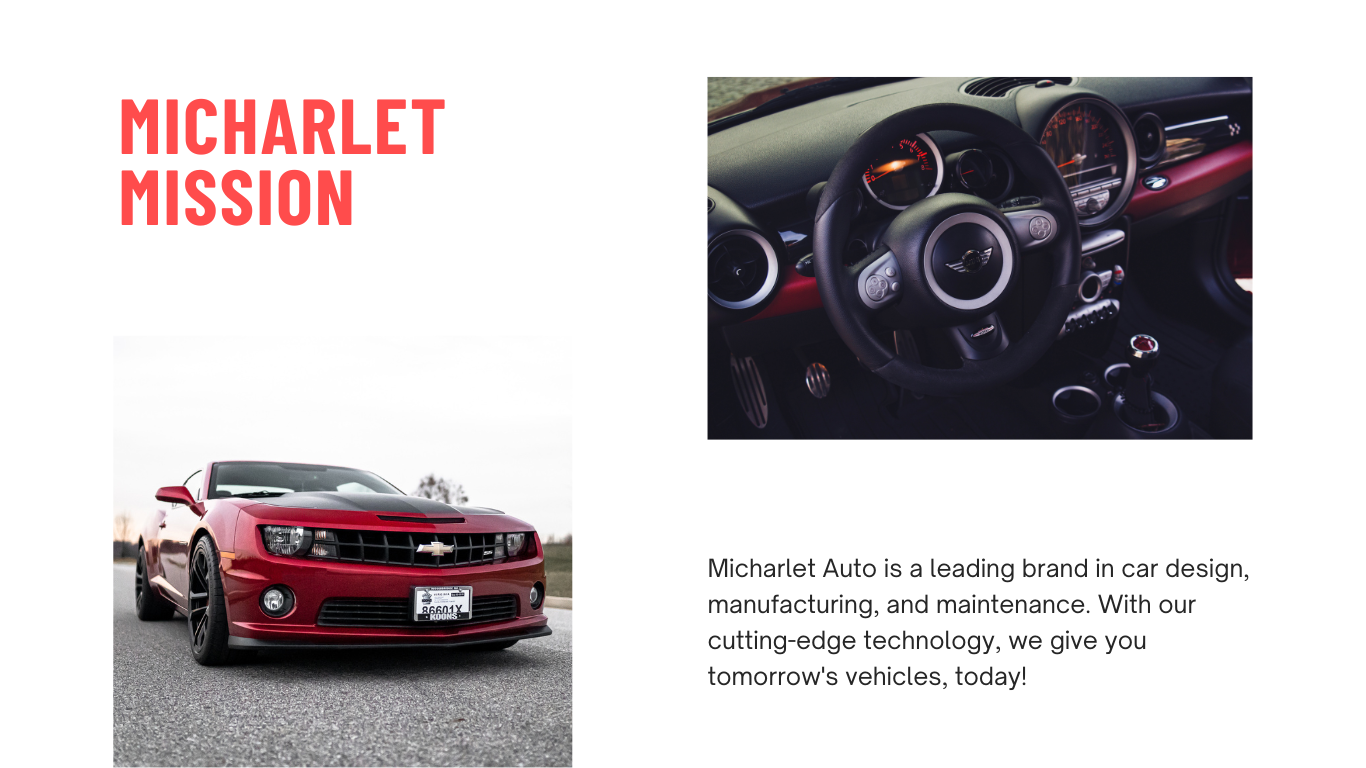 MICHARLET
MISSION
86601X
KOONS
Micharlet Auto is a leading brand in car design,
manufacturing, and maintenance. With our
cutting-edge technology, we give you
tomorrow's vehicles, today!